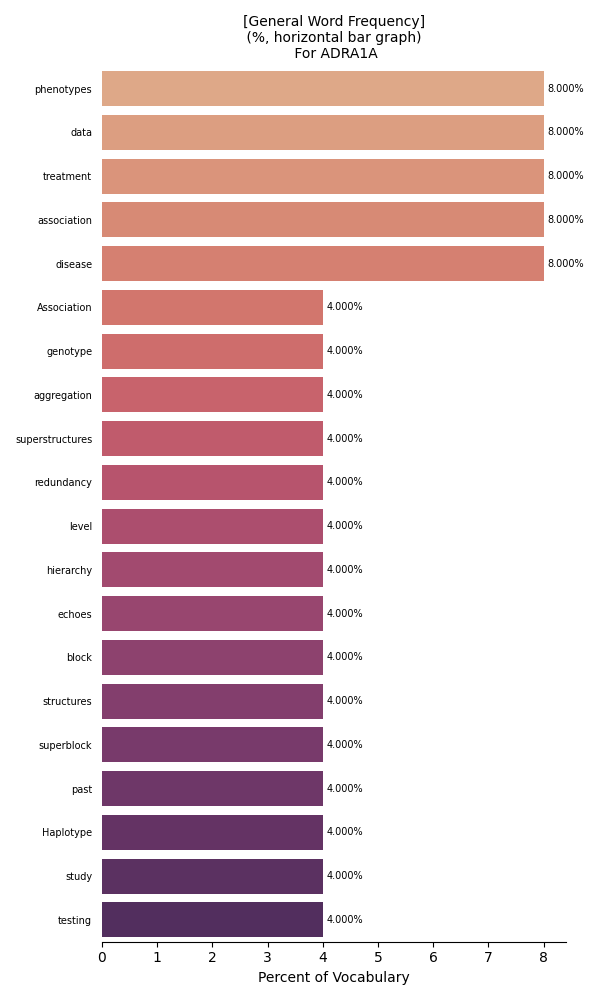 [General Word Frequency]
(%, horizontal bar graph)
For ADRA1A
phenotypes 8.000%
data 8.000%
treatment 8.000%
association 8.000%
disease 8.000%
Association 4.000%
genotype 4.000%
aggregation 4.000%
superstructures 4.000%
redundancy 4.000%
level 4.000%
hierarchy 4.000%
echoes 4.000%
block 4.000%
structures 4.000%
superblock 4.000%
past 4.000%
Haplotype 4.000%
study 4.000%
testing 4.000%
0 1 2 3 4 5 6 7 8
Percent of Vocabulary